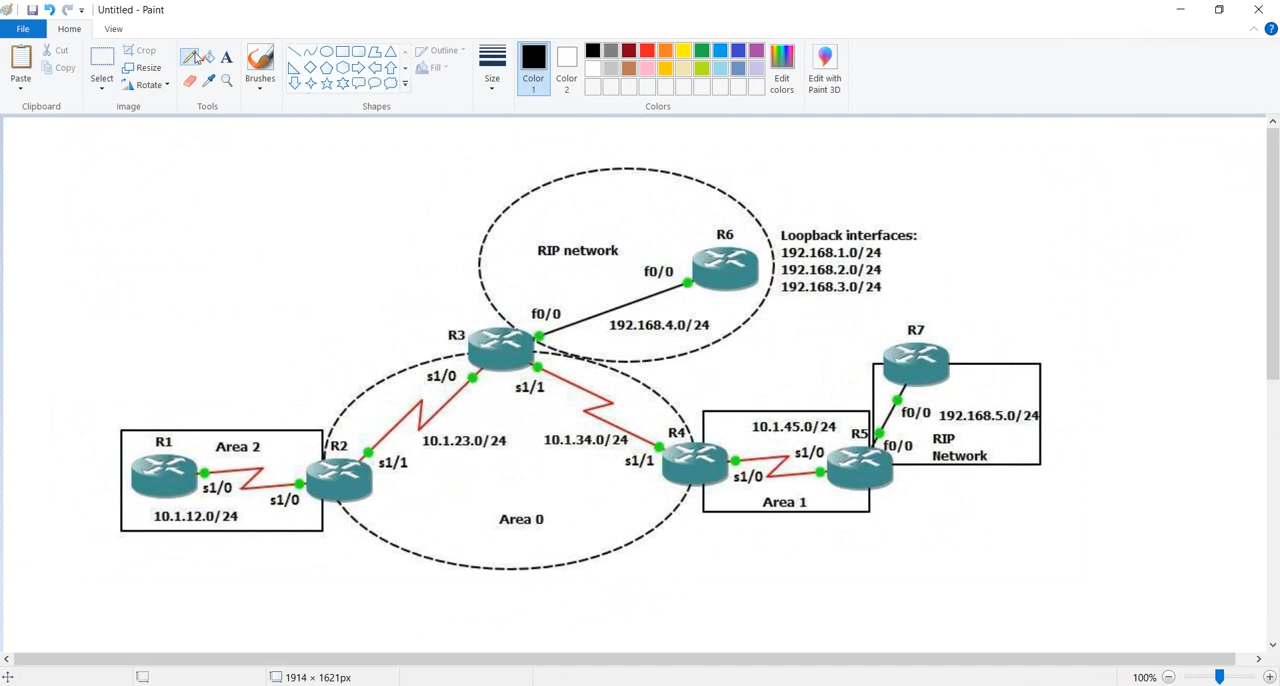 Untitled - Paint
File
Home
View
Paste
Cut
Copy
Clipboard
Select
Crop
Resize
Rotate
Image
A
Tools
Brushes
Shapes
Outline
Fill
Size
Color
1
Color
2
Edit
colors
Edit with
Paint 3D
Colors
RIP network
R6
f0/0
f0/0
192.168.4.0/24
Loopback interfaces:
192.168.1.0/24
192.168.2.0/24
192.168.3.0/24
R3
s1/0
s1/1
R7
f0/0
192.168.5.0/24
f0/0
RIP
Network
R1
Area 2
s1/0
s1/0
10.1.12.0/24
R2
s1/1
10.1.23.0/24
10.1.34.0/24
Area 0
R4
s1/1
s1/0
10.1.45.0/24
s1/0
R5
Area 1
1914 × 1621px
100%